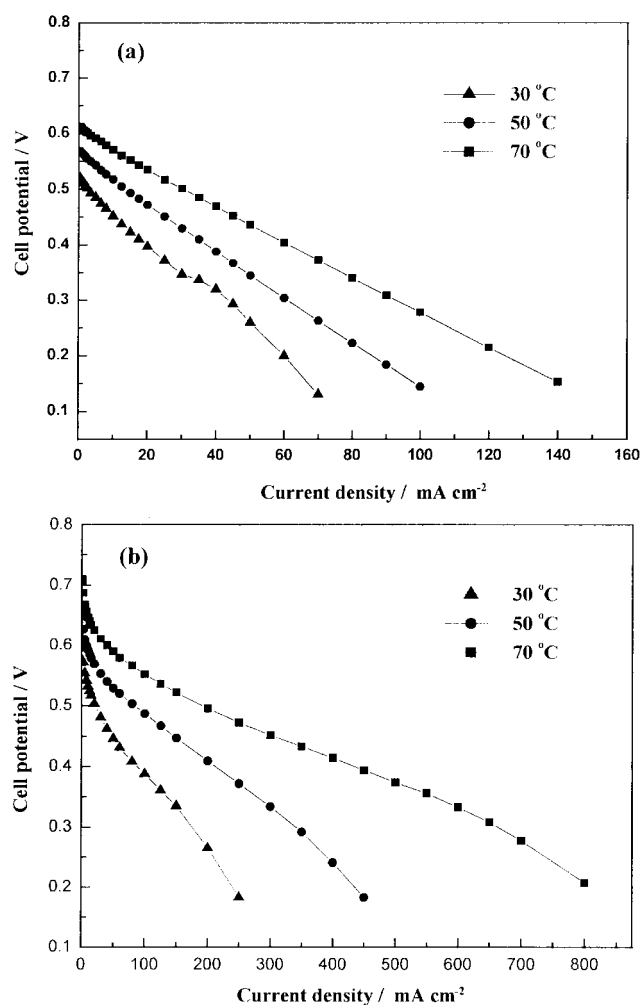 (a)
30 °C
50 °C
70 °C
0.8
0.7
0.6
0.5
0.4
0.3
0.2
0.1
Cell potential / V
0 20 40 60 80 100 120 140 160
Current density / mA cm-2
(b)
30 °C
50 °C
70 °C
0.8
0.7
0.6
0.5
0.4
0.3
0.2
0.1
Cell potential / V
0 100 200 300 400 500 600 700 800
Current density / mA cm-2